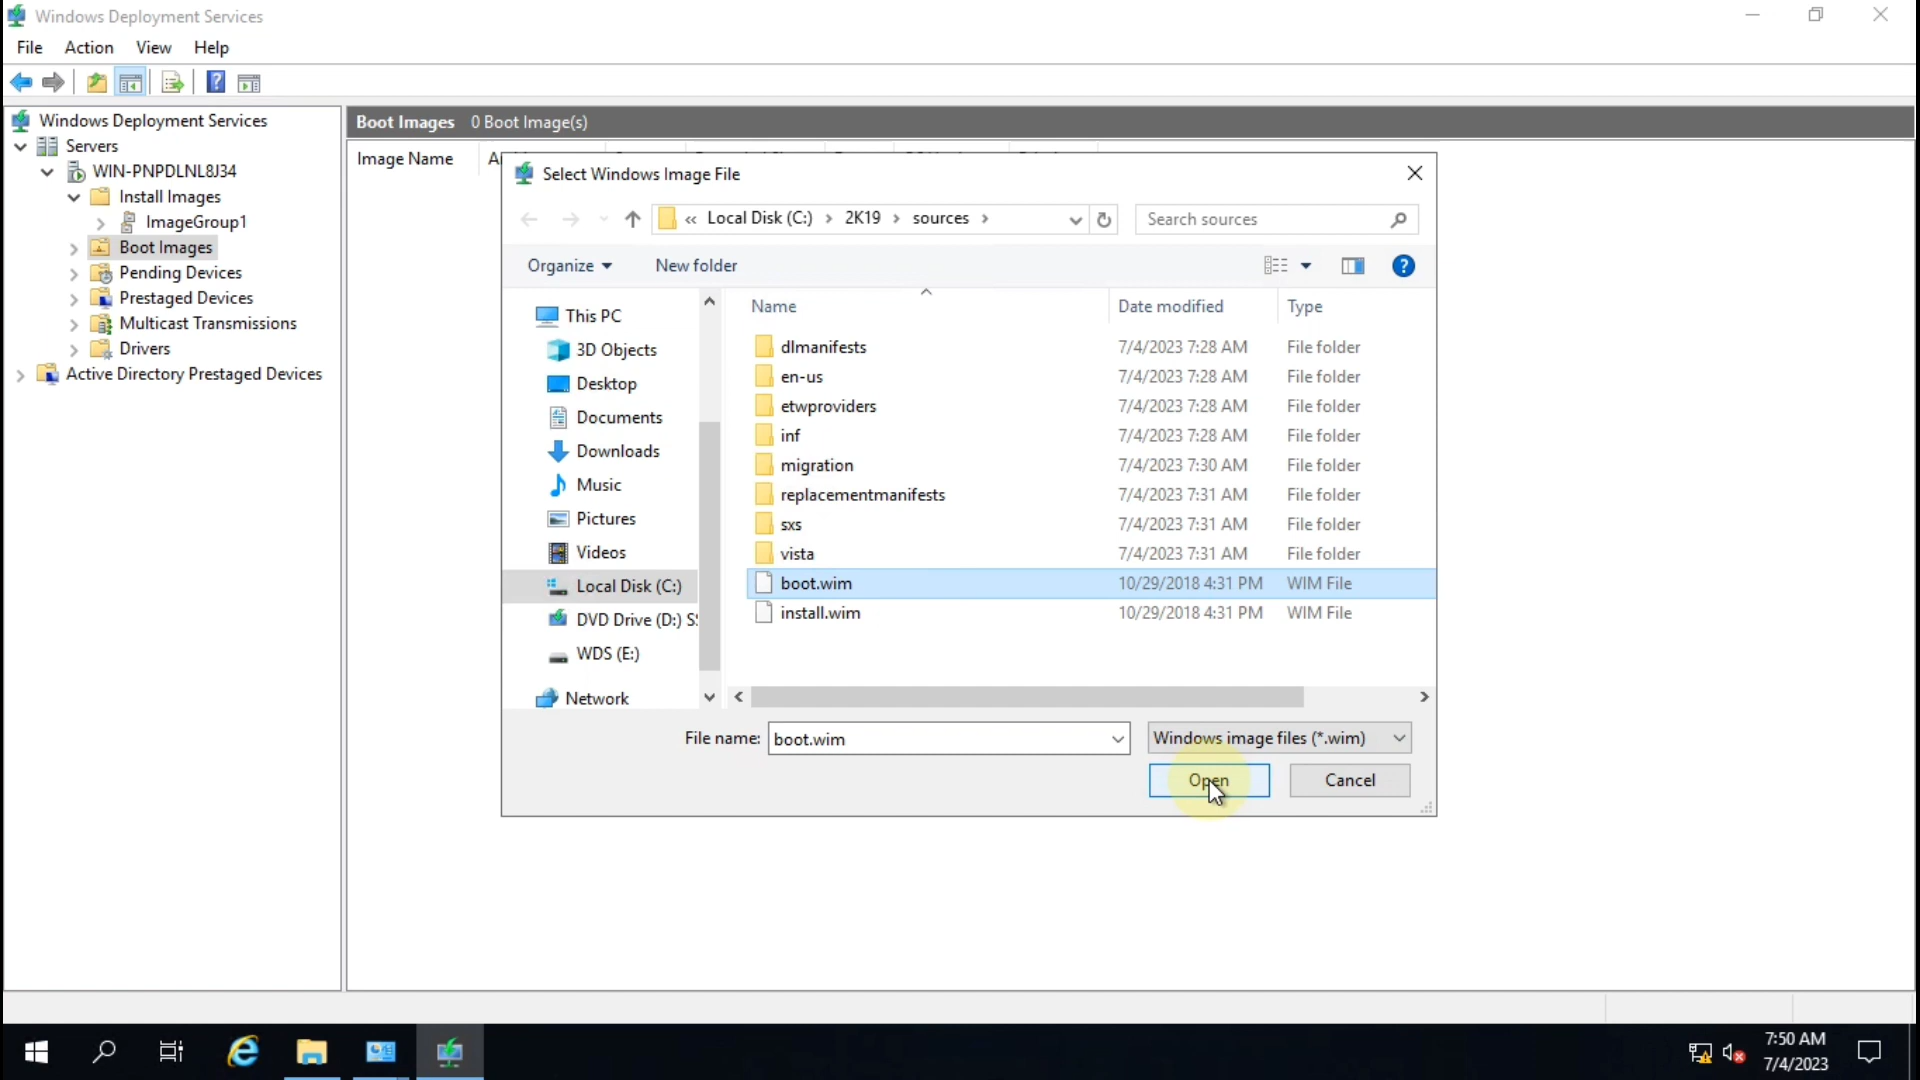 Windows Deployment Services
File Action View Help
Windows Deployment Services
Servers
WIN-PNPDLNL8J34
Install Images
ImageGroup1
Boot Images
Pending Devices
Prestaged Devices
Multicast Transmissions
Drivers
Active Directory Prestaged Devices
Boot Images 0 Boot Image(s)
Image Name
Select Windows Image File
« Local Disk (C:) › 2K19 › sources ›
Search sources
Organize New folder
This PC
3D Objects
Desktop
Documents
Downloads
Music
Pictures
Videos
Local Disk (C:)
DVD Drive (D:) S
WDS (E:)
Network
Name Date modified Type
dlmanifests 7/4/2023 7:28 AM File folder
en-us 7/4/2023 7:28 AM File folder
etwproviders 7/4/2023 7:28 AM File folder
inf 7/4/2023 7:28 AM File folder
migration 7/4/2023 7:30 AM File folder
replacementmanifests 7/4/2023 7:31 AM File folder
sxs 7/4/2023 7:31 AM File folder
vista 7/4/2023 7:31 AM File folder
boot.wim 10/29/2018 4:31 PM WIM File
install.wim 10/29/2018 4:31 PM WIM File
File name: boot.wim Windows image files (*.wim)
Open Cancel
7:50 AM
7/4/2023